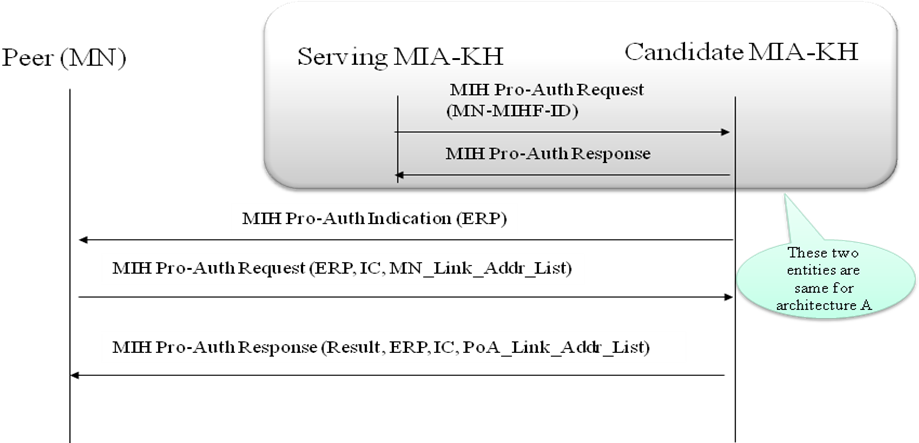 Peer (MN)
Serving MIA-KH
Candidate MIA-KH
MIH Pro-Auth Request
(MN-MIHF-ID)
MIH Pro-Auth Response
MIH Pro-Auth Indication (ERP)
MIH Pro-Auth Request (ERP, IC, MN_Link_Addr_List)
These two
entities are
same for
architecture A
MIH Pro-Auth Response (Result, ERP, IC, PoA_Link_Addr_List)